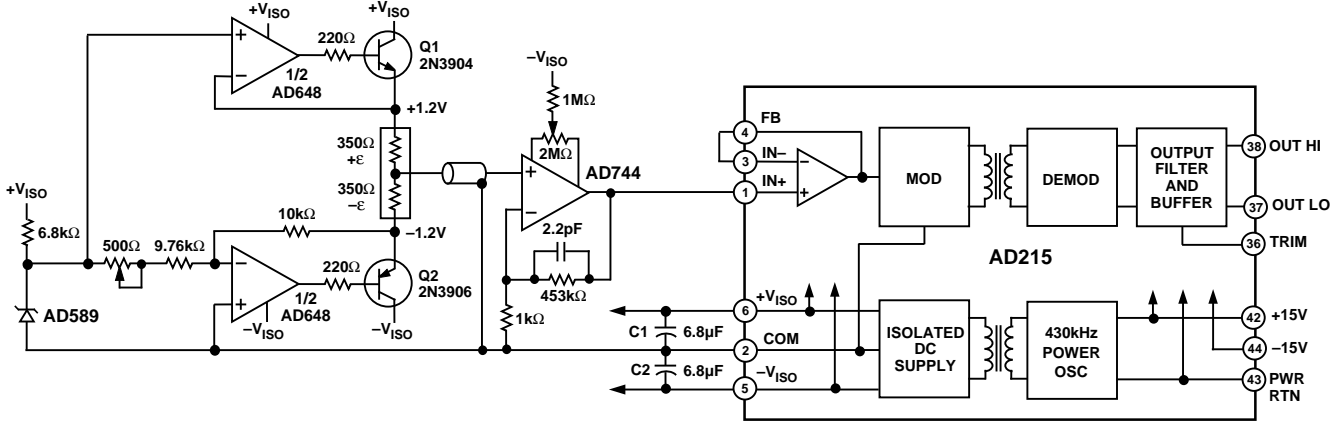 +VISO
+VISO
220Ω
Q1
2N3904
+
−
1/2
AD648
−VISO
1MΩ
+1.2V
2MΩ
AD744
350Ω
+ε
350Ω
−ε
+
−
+VISO
6.8kΩ
10kΩ
−1.2V
500Ω
9.76kΩ
−
+
220Ω
Q2
2N3906
1/2
AD648
−VISO
−VISO
AD589
2.2pF
453kΩ
1kΩ
C1
6.8µF
C2
6.8µF
4
FB
3
IN−
1
IN+
−
+
MOD
DEMOD
OUTPUT
FILTER
AND
BUFFER
38
OUT HI
37
OUT LO
36
TRIM
AD215
+VISO
6
COM
2
−VISO
5
ISOLATED
DC
SUPPLY
430kHz
POWER
OSC
42
+15V
44
−15V
43
PWR
RTN